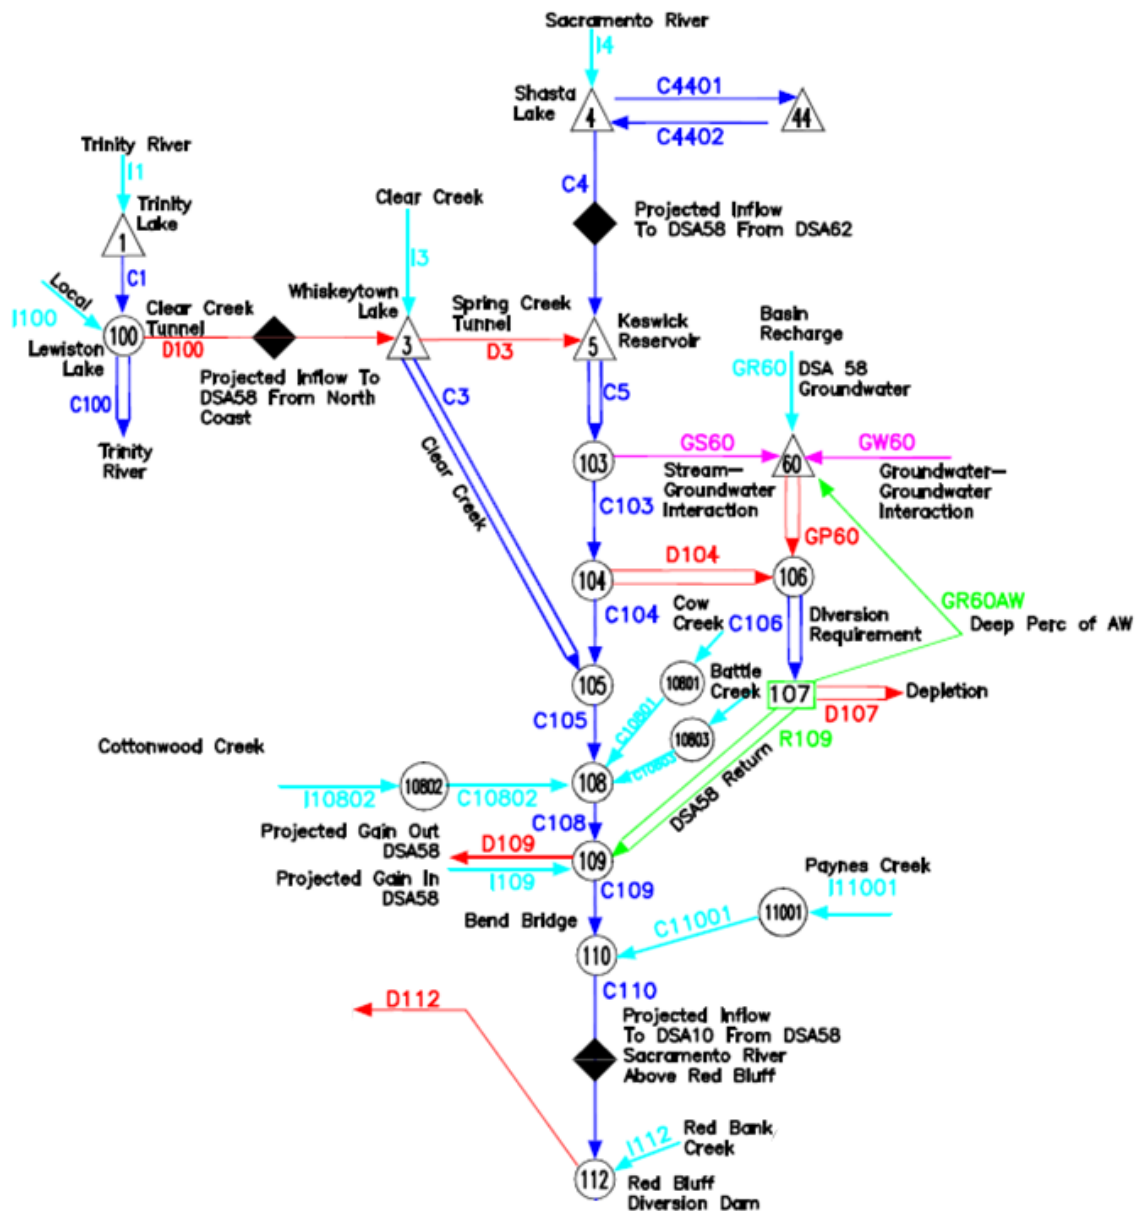 Sacramento River
I4
Shasta
Lake
4
C4401
C4402
44
Trinity River
I1
Trinity
Lake
1
C1
C4
Projected Inflow
To DSA58 From DSA62
Clear Creek
I3
Local
I100
100
Lewiston
Lake
Clear Creek
Tunnel
D100
Projected Inflow To
DSA58 From North
Coast
C100
Trinity
River
Whiskeytown
Lake
3
Spring Creek
Tunnel
D3
5
Keswick
Reservoir
C3
Clear Creek
C5
Basin
Recharge
GR60
DSA 58
Groundwater
103
GS60
60
GW60
Stream-
Groundwater
Interaction
Groundwater-
Groundwater
Interaction
C103
GP60
104
D104
106
GR60AW
Deep Perc of AW
C104
Cow
Creek
C106
Diversion
Requirement
105
10801
Battle
Creek
107
Depletion
D107
C105
C10801
10803
C10803
R109
DSA58 Return
Cottonwood Creek
I10802
10802
C10802
108
C108
Projected Gain Out
DSA58
D109
109
Projected Gain In
DSA58
I109
C109
Paynes Creek
I11001
11001
C11001
Bend Bridge
110
C110
D112
Projected Inflow
To DSA10 From DSA58
Sacramento River
Above Red Bluff
I112
Red Bank
Creek
112
Red Bluff
Diversion Dam